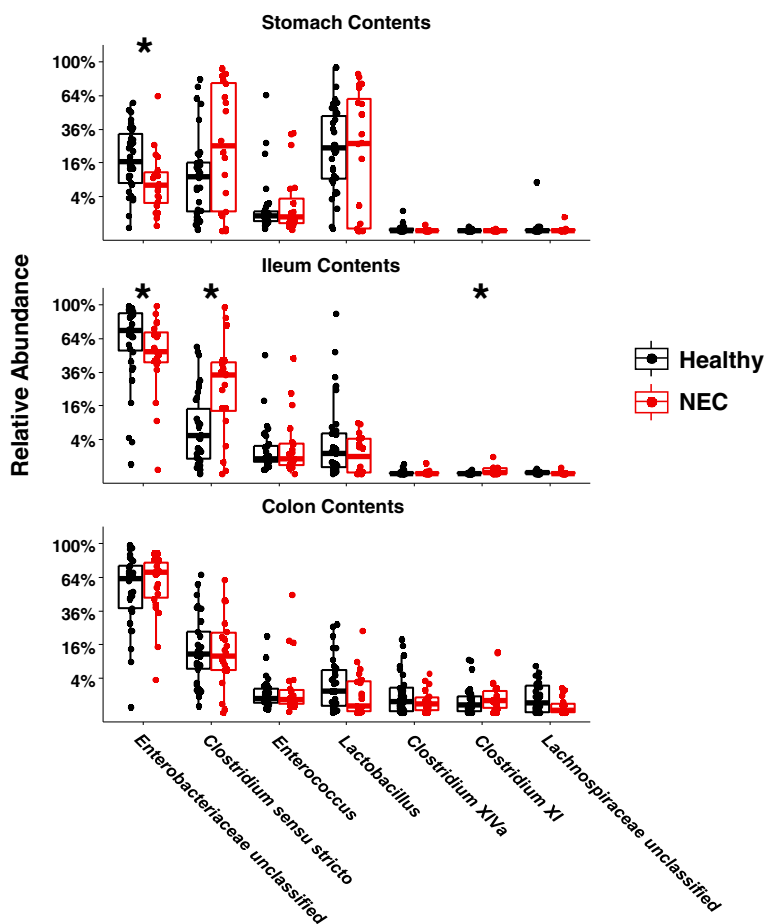 Stomach Contents
*
100%
64%
36%
16%
4%
Ileum Contents
* * *
100%
64%
36%
16%
4%
Colon Contents
100%
64%
36%
16%
4%
Relative Abundance
Healthy
NEC
Enterobacteriaceae unclassified
Clostridium sensu stricto
Enterococcus
Lactobacillus
Clostridium XIVa
Clostridium XI
Lachnospiraceae unclassified